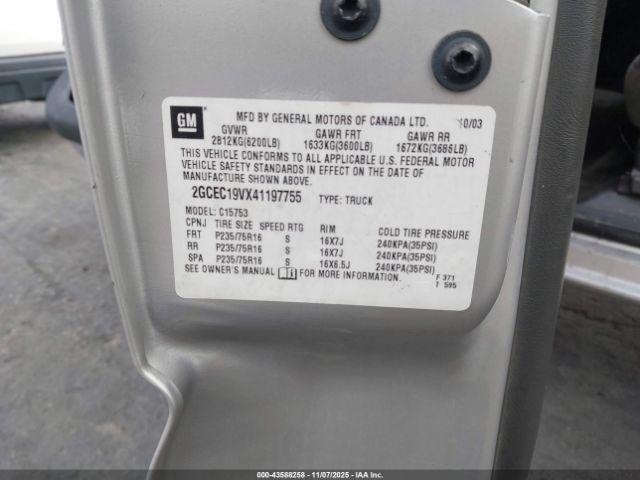 GM
MFD BY GENERAL MOTORS OF CANADA LTD. 10/03
GVWR GAWR FRT GAWR RR
2812KG(6200LB) 1633KG(3600LB) 1672KG(3686LB)
THIS VEHICLE CONFORMS TO ALL APPLICABLE U.S. FEDERAL MOTOR
VEHICLE SAFETY STANDARDS IN EFFECT ON THE DATE OF
MANUFACTURE SHOWN ABOVE.
2GCEC19VX41197755 TYPE: TRUCK
MODEL: C15753
CPNJ TIRE SIZE SPEED RTG RIM COLD TIRE PRESSURE
FRT P235/75R16 S 16X7J 240KPA(35PSI)
RR P235/75R16 S 16X7J 240KPA(35PSI)
SPA P235/75R16 S 16X6.5J 240KPA(35PSI)
SEE OWNER'S MANUAL FOR MORE INFORMATION.
F 371
T 595
000-43588258 - 11/07/2025 - IAAI.COM